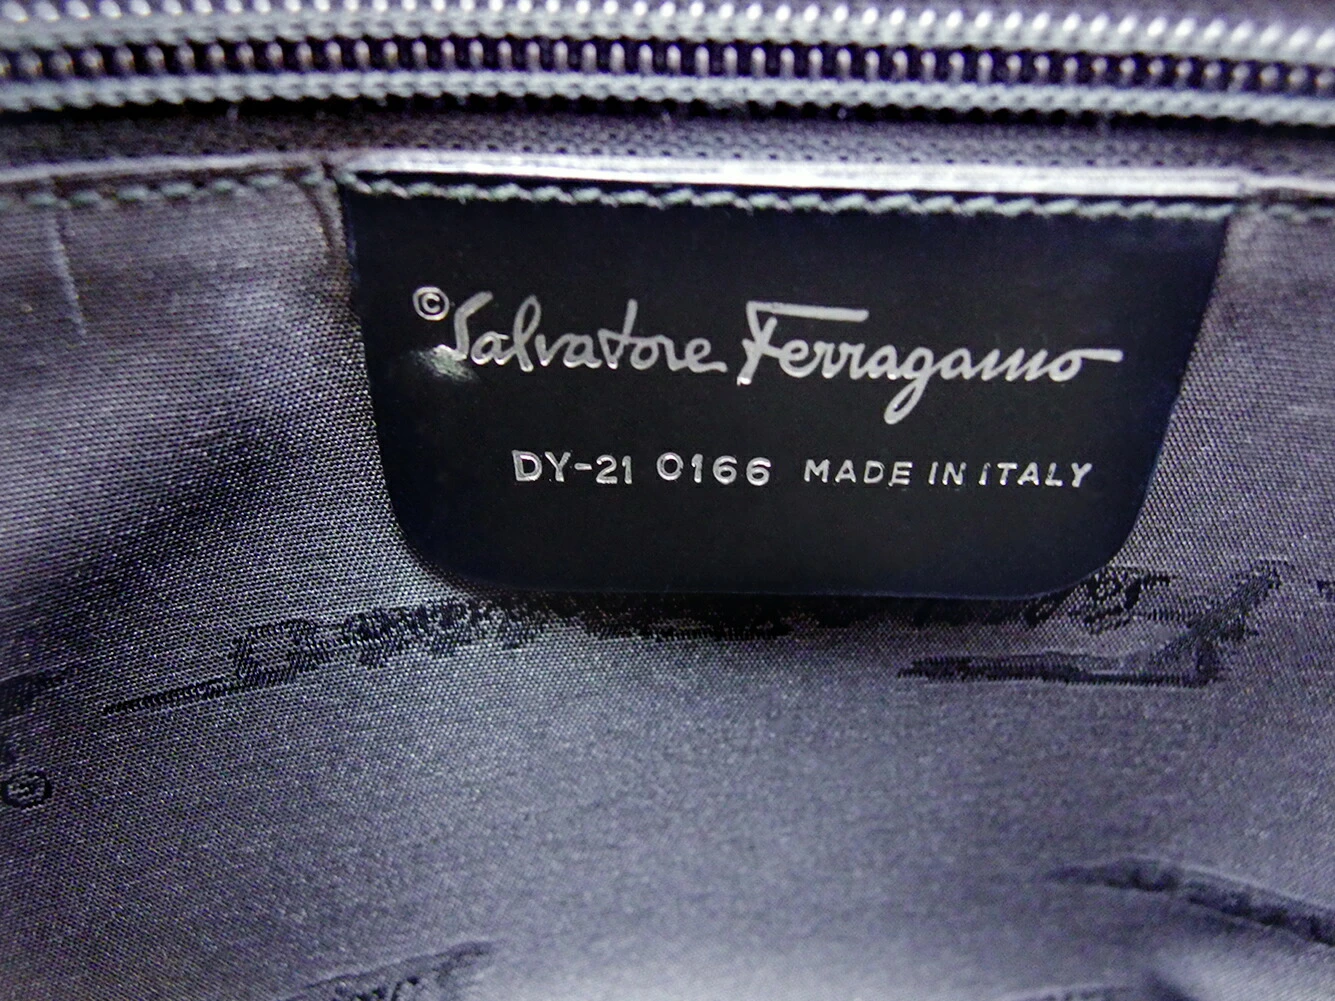 © Salvatore Ferragamo
DY-21 0166 MADE IN ITALY